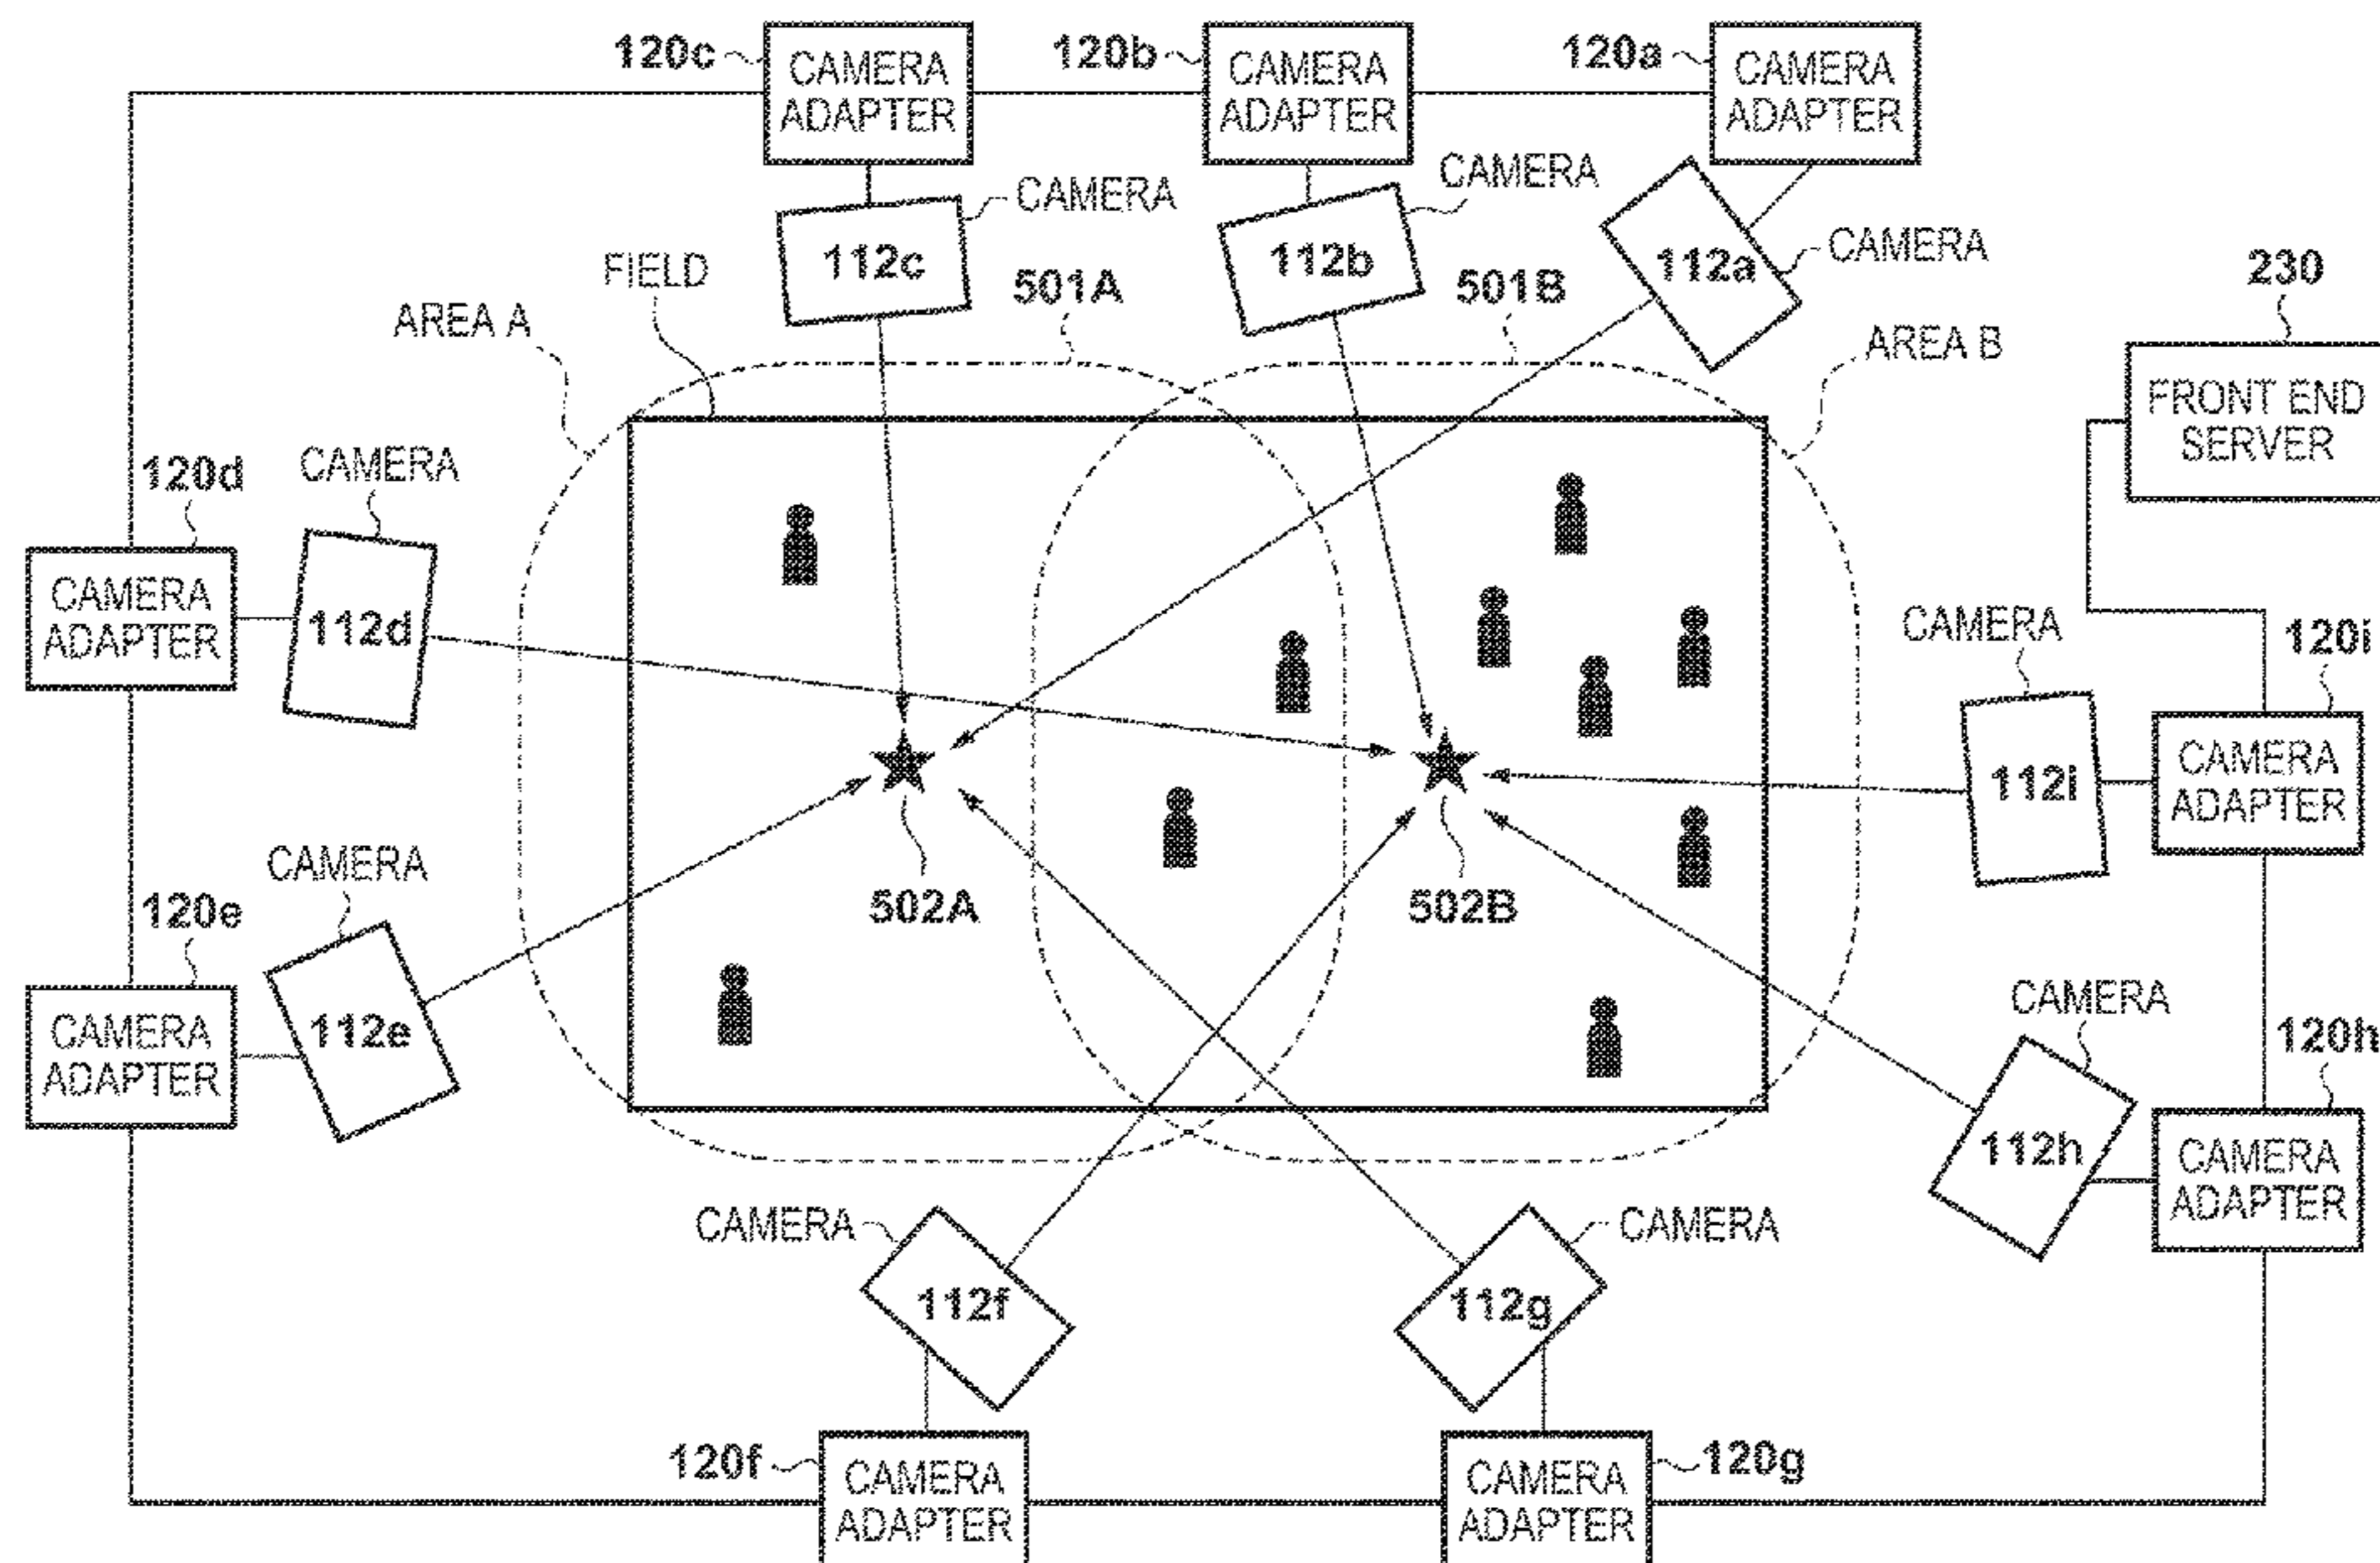 120c
CAMERA
ADAPTER
120b
CAMERA
ADAPTER
120a
CAMERA
ADAPTER
112c
CAMERA
112b
CAMERA
112a
CAMERA
FIELD
501A
501B
230
AREA A
AREA B
FRONT END
SERVER
120d
CAMERA
CAMERA
ADAPTER
112d
CAMERA
120i
112i
CAMERA
ADAPTER
502A
502B
CAMERA
120e
CAMERA
ADAPTER
112e
CAMERA
120h
112h
CAMERA
ADAPTER
CAMERA
112f
112g
CAMERA
120f
CAMERA
ADAPTER
CAMERA
ADAPTER
120g